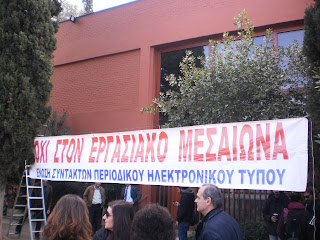 ΟΧΙ ΣΤΟΝ ΕΡΓΑΣΙΑΚΟ ΜΕΣΑΙΩΝΑ
ΕΝΩΣΗ ΣΥΝΤΑΚΤΩΝ ΠΕΡΙΟΔΙΚΟΥ ΗΛΕΚΤΡΟΝΙΚΟΥ ΤΥΠΟΥ